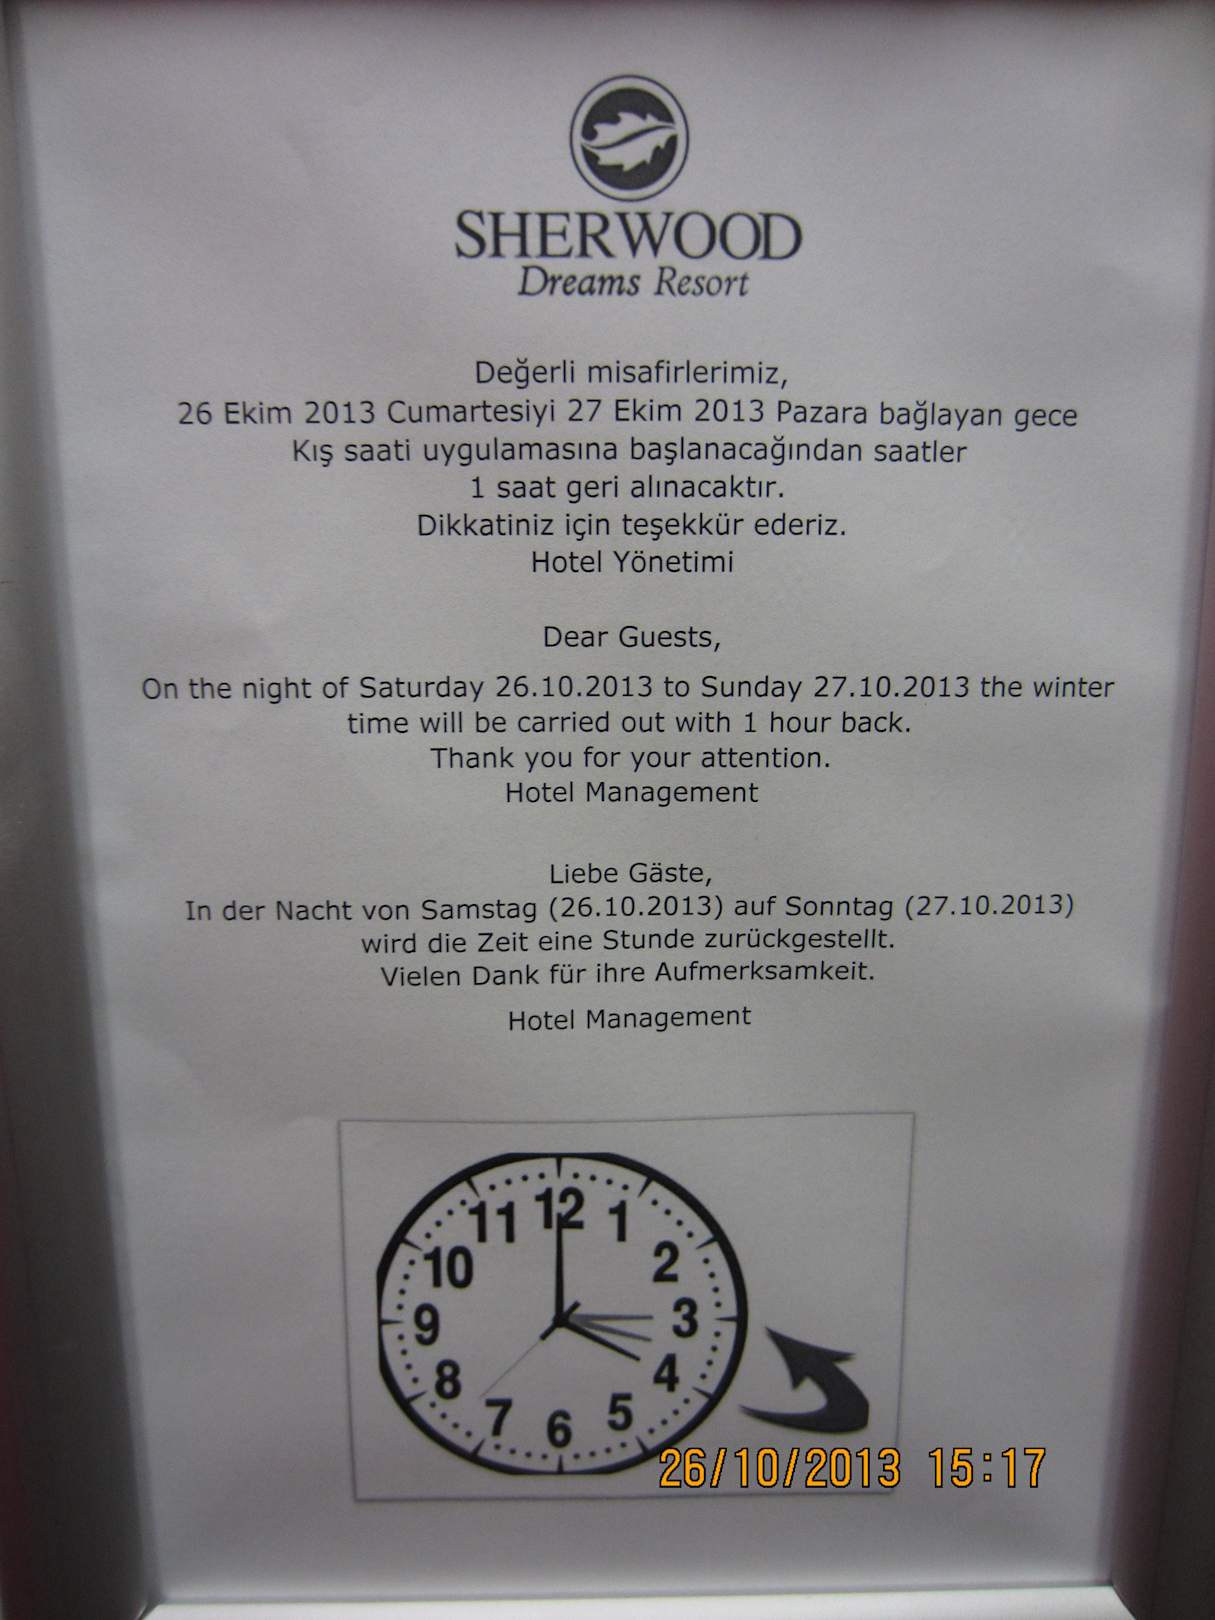 SHERWOOD
Dreams Resort
Değerli misafirlerimiz,
26 Ekim 2013 Cumartesiyi 27 Ekim 2013 Pazara bağlayan gece
Kış saati uygulamasına başlanacağından saatler
1 saat geri alınacaktır.
Dikkatiniz için teşekkür ederiz.
Hotel Yönetimi
Dear Guests,
On the night of Saturday 26.10.2013 to Sunday 27.10.2013 the winter
time will be carried out with 1 hour back.
Thank you for your attention.
Hotel Management
Liebe Gäste,
In der Nacht von Samstag (26.10.2013) auf Sonntag (27.10.2013)
wird die Zeit eine Stunde zurückgestellt.
Vielen Dank für ihre Aufmerksamkeit.
Hotel Management
12
1
2
3
4
5
6
7
8
9
10
11
26/10/2013 15:17